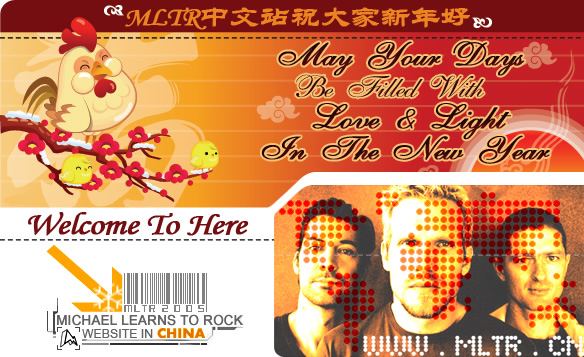 MLTR中文站祝大家新年好
May Your Days
Be Filled With
Love & Light
In The New Year
Welcome To Here
MLTR2005
MICHAEL LEARNS TO ROCK
WEBSITE IN CHINA
MLTR
WWW.MLTR.CN